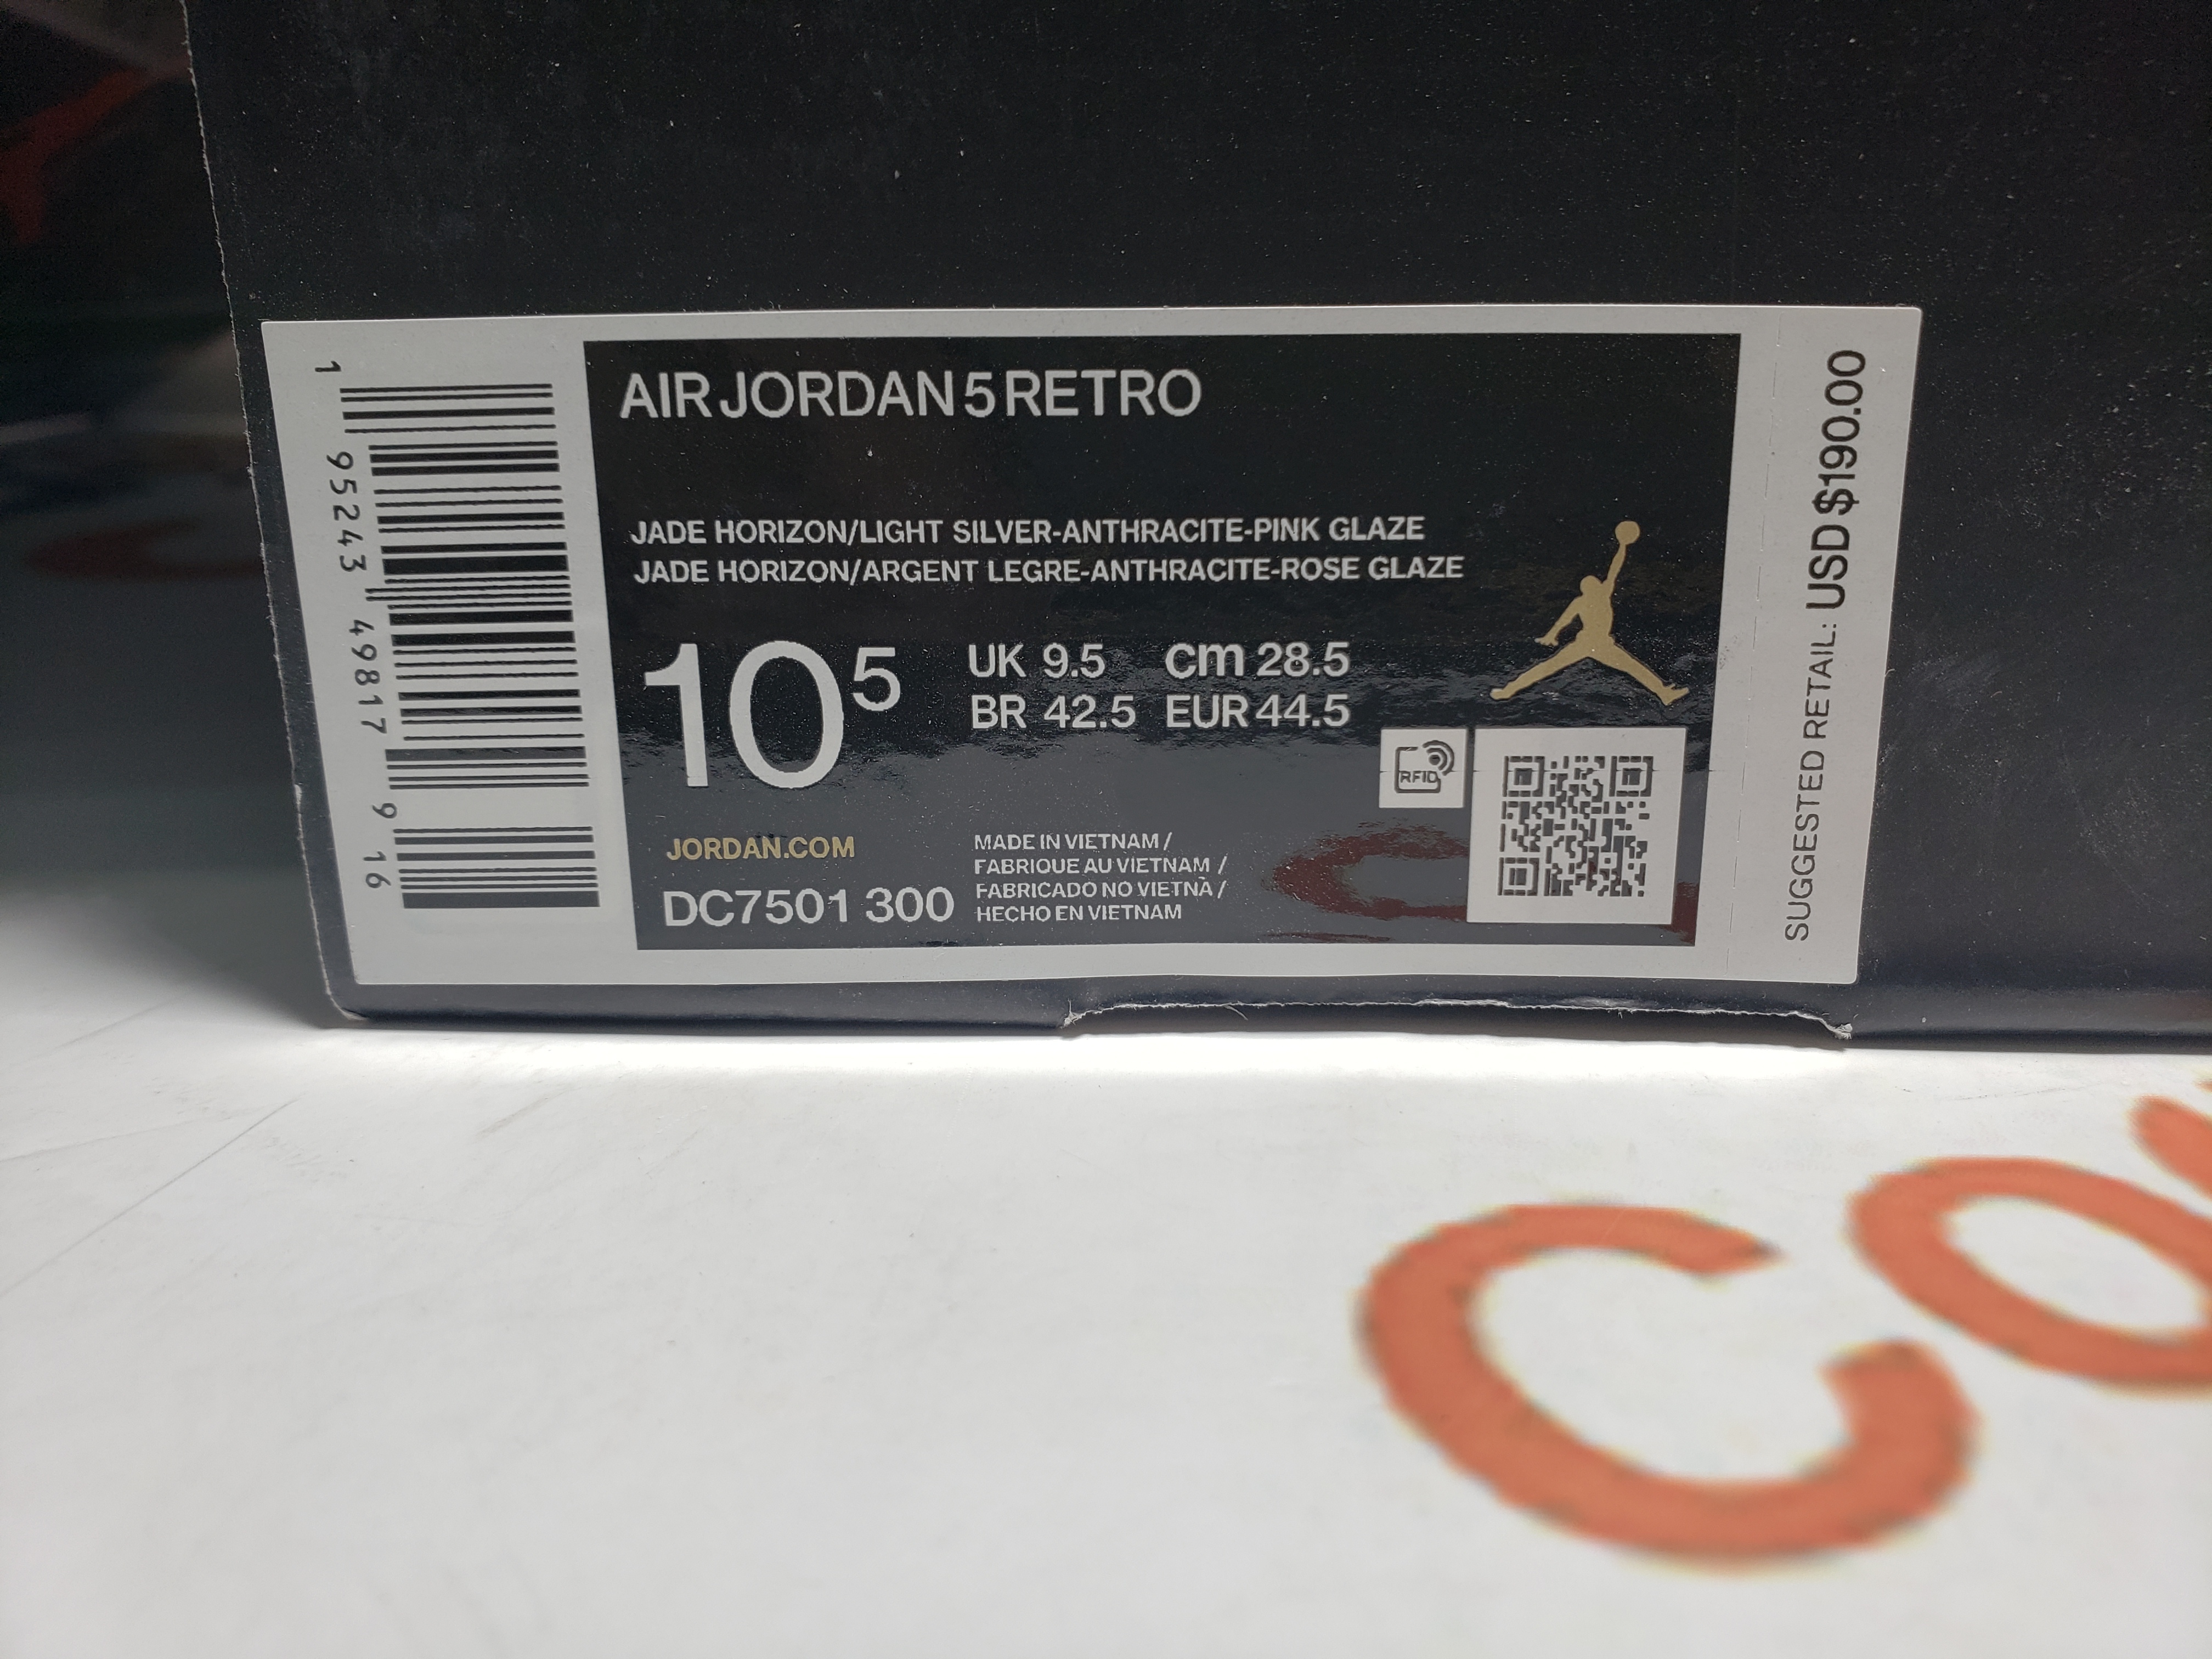 1 95243 49817 9 16
AIR JORDAN 5 RETRO
JADE HORIZON/LIGHT SILVER-ANTHRACITE-PINK GLAZE
JADE HORIZON/ARGENT LEGRE-ANTHRACITE-ROSE GLAZE
10 5
UK 9.5 cm 28.5
BR 42.5 EUR 44.5
RFID
JORDAN.COM
DC7501 300
MADE IN VIETNAM /
FABRIQUE AU VIETNAM /
FABRICADO NO VIETNÃ /
HECHO EN VIETNAM
SUGGESTED RETAIL: USD $190.00